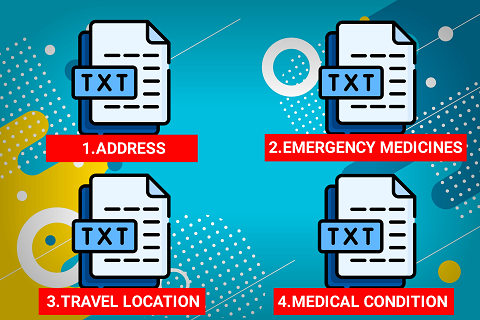 TXT
1.ADDRESS
TXT
2.EMERGENCY MEDICINES
TXT
3.TRAVEL LOCATION
TXT
4.MEDICAL CONDITION